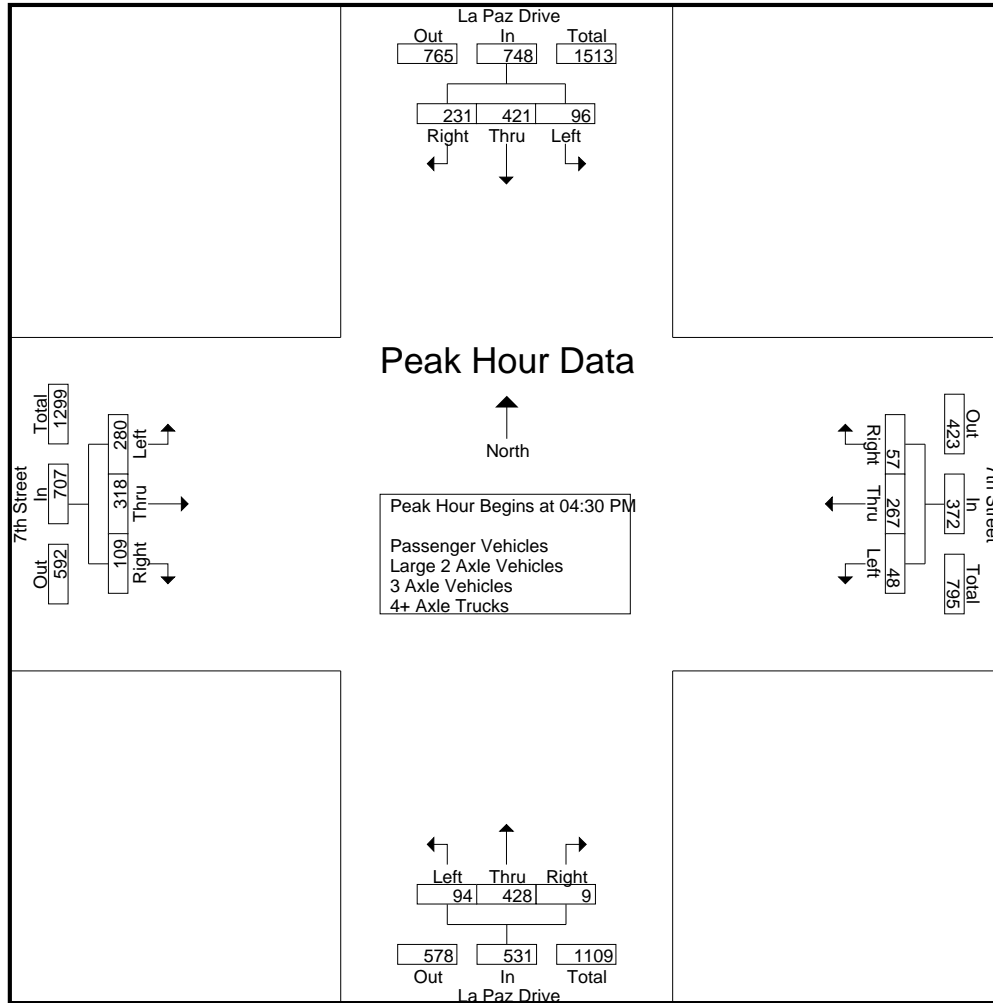 La Paz Drive
Out In Total
765 748 1513
231 421 96
Right Thru Left
Peak Hour Data
North
Peak Hour Begins at 04:30 PM
Passenger Vehicles
Large 2 Axle Vehicles
3 Axle Vehicles
4+ Axle Trucks
7th Street
Out In Total
592 707 1299
109 318 280
Right Thru Left
7th Street
Out In Total
423 372 795
57 267 48
Right Thru Left
Left Thru Right
94 428 9
578 531 1109
Out In Total
La Paz Drive